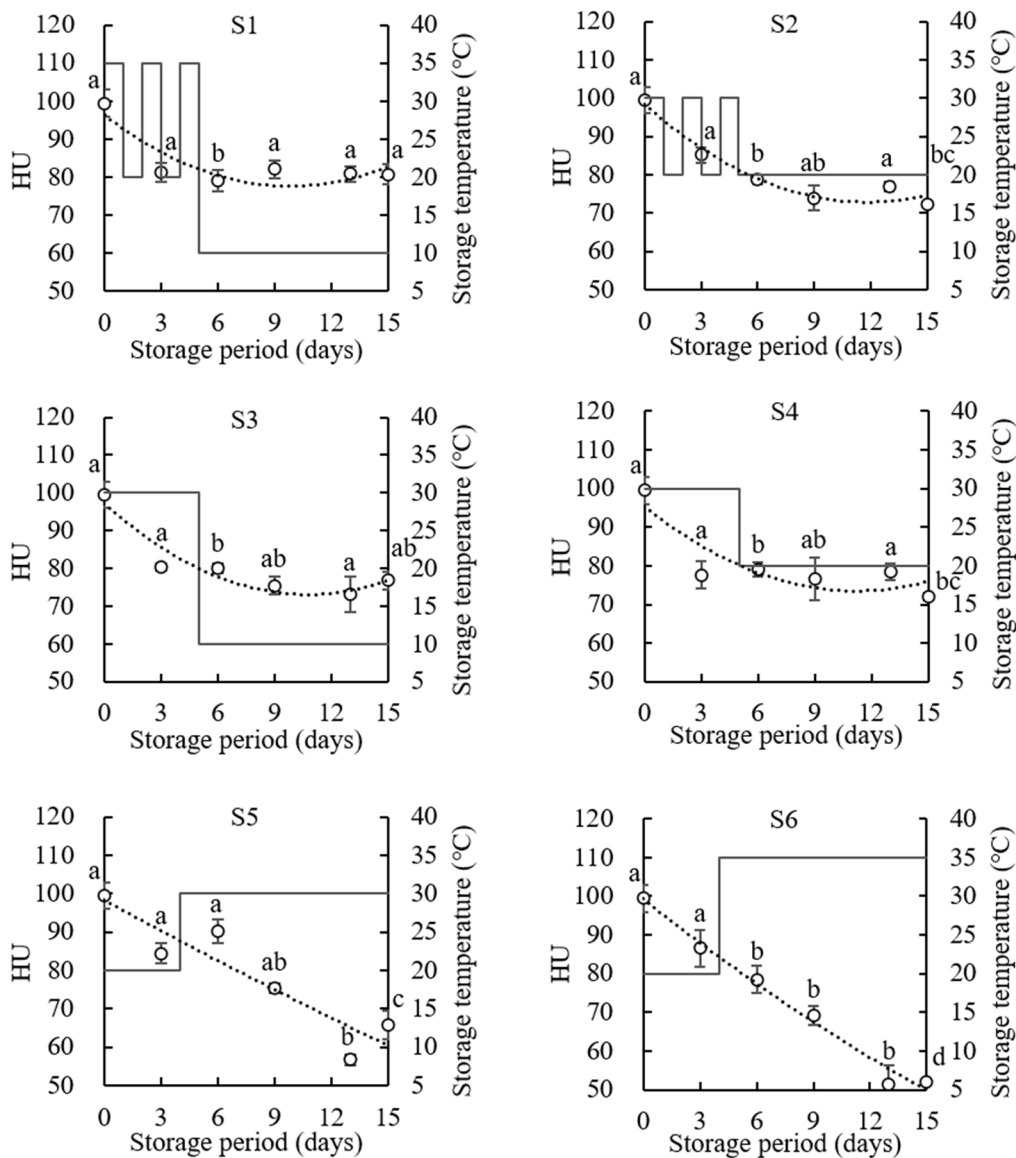 S1
HU
120
110
100
90
80
70
60
50
a
a
b
a
a
a
40
35
30
25
20
15
10
5
Storage temperature (°C)
0 3 6 9 12 15
Storage period (days)
S2
HU
120
110
100
90
80
70
60
50
a
a
b
ab
a
bc
40
35
30
25
20
15
10
5
Storage temperature (°C)
0 3 6 9 12 15
Storage period (days)
S3
HU
120
110
100
90
80
70
60
50
a
a
b
ab
a
ab
40
35
30
25
20
15
10
5
Storage temperature (°C)
0 3 6 9 12 15
Storage period (days)
S4
HU
120
110
100
90
80
70
60
50
a
a
b
ab
a
bc
40
35
30
25
20
15
10
5
Storage temperature (°C)
0 3 6 9 12 15
Storage period (days)
S5
HU
120
110
100
90
80
70
60
50
a
a
a
ab
b
c
40
35
30
25
20
15
10
5
Storage temperature (°C)
0 3 6 9 12 15
Storage period (days)
S6
HU
120
110
100
90
80
70
60
50
a
a
b
b
b
d
40
35
30
25
20
15
10
5
Storage temperature (°C)
0 3 6 9 12 15
Storage period (days)